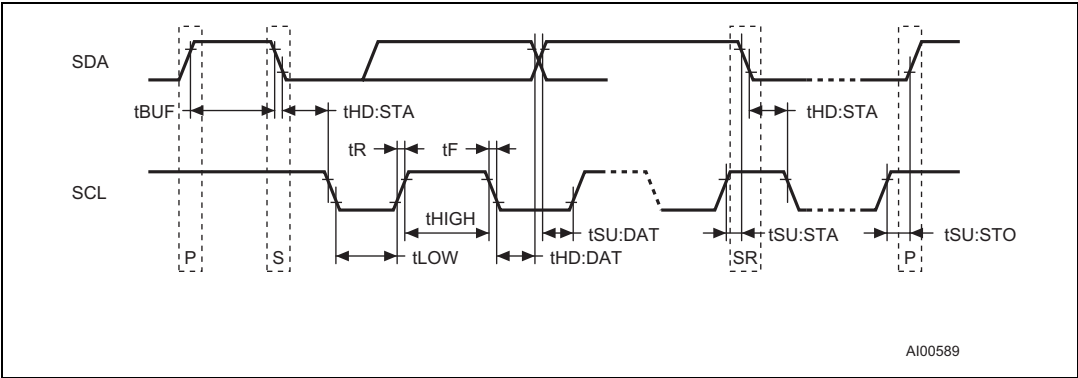 SDA
tBUF
tHD:STA
tHD:STA
tR
tF
SCL
tHIGH
tSU:DAT
tSU:STA
tSU:STO
P
S
tLOW
tHD:DAT
SR
P
AI00589